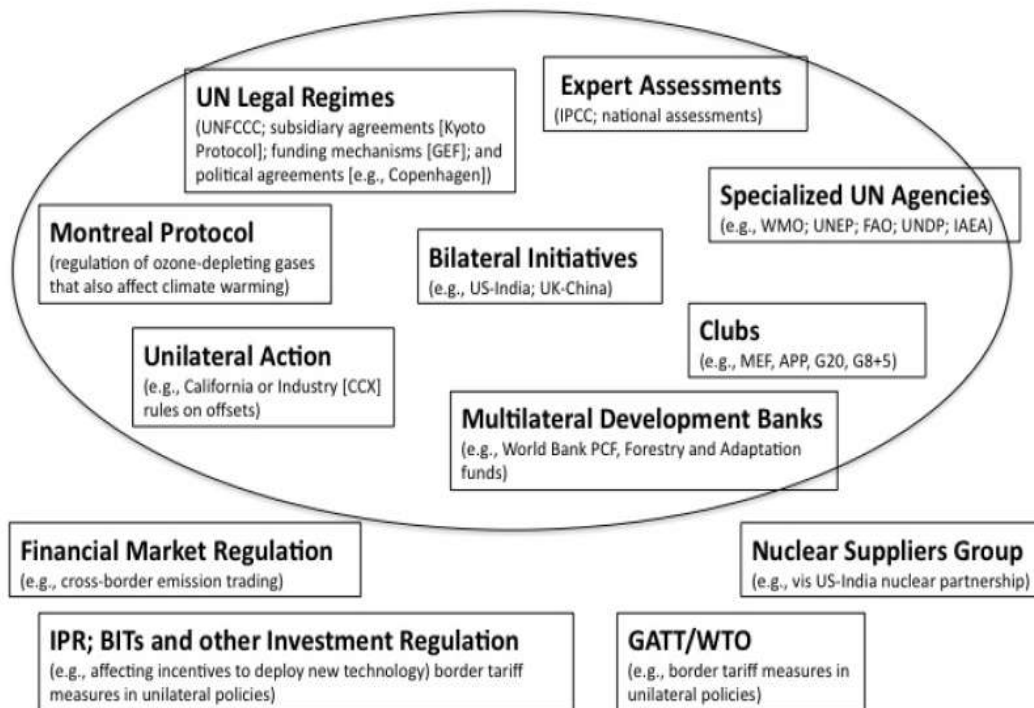 UN Legal Regimes
(UNFCCC; subsidiary agreements [Kyoto
Protocol]; funding mechanisms [GEF]; and
political agreements [e.g., Copenhagen])
Expert Assessments
(IPCC; national assessments)
Specialized UN Agencies
(e.g., WMO; UNEP; FAO; UNDP; IAEA)
Montreal Protocol
(regulation of ozone-depleting gases
that also affect climate warming)
Bilateral Initiatives
(e.g., US-India; UK-China)
Clubs
(e.g., MEF, APP, G20, G8+5)
Unilateral Action
(e.g., California or Industry [CCX]
rules on offsets)
Multilateral Development Banks
(e.g., World Bank PCF, Forestry and Adaptation
funds)
Financial Market Regulation
(e.g., cross-border emission trading)
Nuclear Suppliers Group
(e.g., vis US-India nuclear partnership)
IPR; BITs and other Investment Regulation
(e.g., affecting incentives to deploy new technology) border tariff
measures in unilateral policies)
GATT/WTO
(e.g., border tariff measures in
unilateral policies)